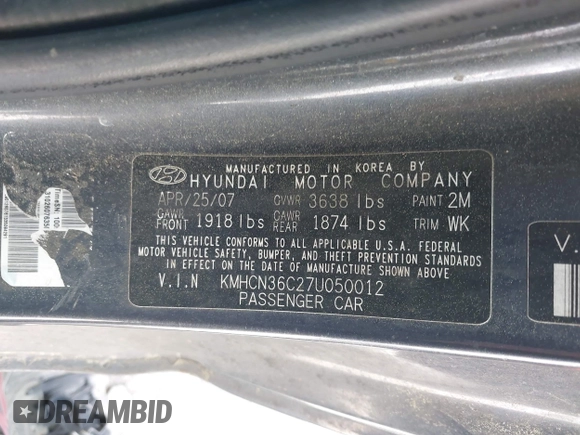 MANUFACTURED IN KOREA BY
HYUNDAI MOTOR COMPANY
APR/25/07 GVWR 3638 lbs PAINT 2M
GAWR FRONT 1918 lbs GAWR REAR 1874 lbs TRIM WK
THIS VEHICLE CONFORMS TO ALL APPLICABLE U.S.A. FEDERAL
MOTOR VEHICLE SAFETY, BUMPER, AND THEFT PREVENTION STANDARDS
IN EFFECT ON THE DATE OF MANUFACTURE SHOWN ABOVE.
V.I.N KMHCN36C27U050012
PASSENGER CAR
V.
DREAMBID